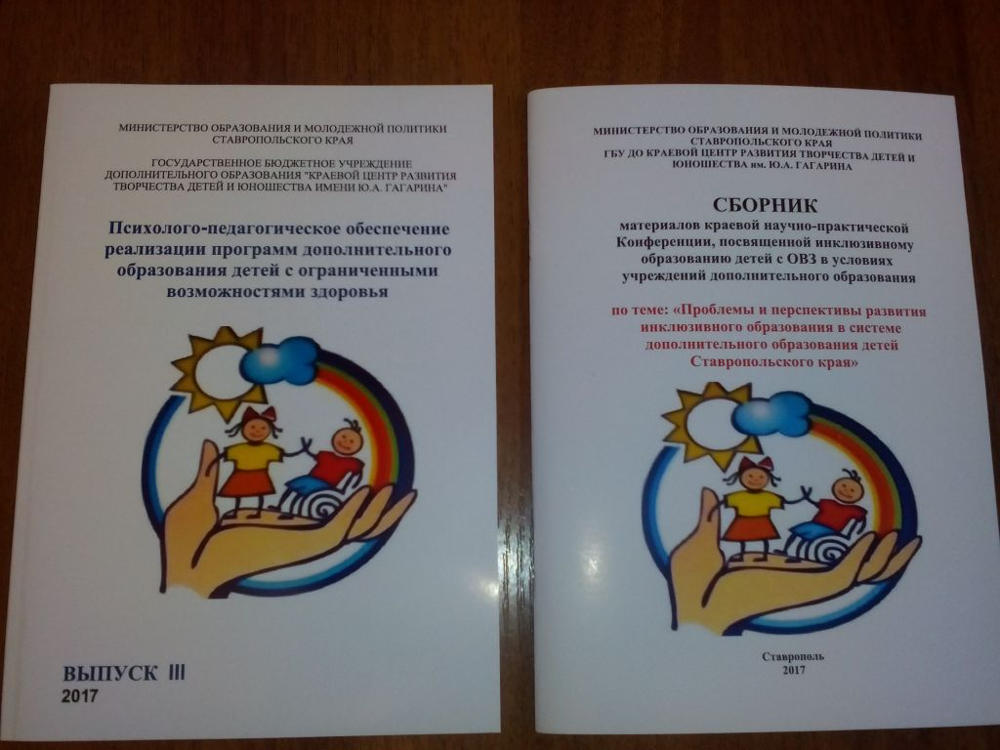 МИНИСТЕРСТВО ОБРАЗОВАНИЯ И МОЛОДЕЖНОЙ ПОЛИТИКИ
СТАВРОПОЛЬСКОГО КРАЯ
ГОСУДАРСТВЕННОЕ БЮДЖЕТНОЕ УЧРЕЖДЕНИЕ
ДОПОЛНИТЕЛЬНОГО ОБРАЗОВАНИЯ "КРАЕВОЙ ЦЕНТР РАЗВИТИЯ
ТВОРЧЕСТВА ДЕТЕЙ И ЮНОШЕСТВА ИМЕНИ Ю.А. ГАГАРИНА"
Психолого-педагогическое обеспечение
реализации программ дополнительного
образования детей с ограниченными
возможностями здоровья
ВЫПУСК III
2017
МИНИСТЕРСТВО ОБРАЗОВАНИЯ И МОЛОДЕЖНОЙ ПОЛИТИКИ
СТАВРОПОЛЬСКОГО КРАЯ
ГБУ ДО КРАЕВОЙ ЦЕНТР РАЗВИТИЯ ТВОРЧЕСТВА ДЕТЕЙ И
ЮНОШЕСТВА им. Ю.А. ГАГАРИНА
СБОРНИК
материалов краевой научно-практической
Конференции, посвященной инклюзивному
образованию детей с ОВЗ в условиях
учреждений дополнительного образования
по теме: «Проблемы и перспективы развития
инклюзивного образования в системе
дополнительного образования детей
Ставропольского края»
Ставрополь
2017